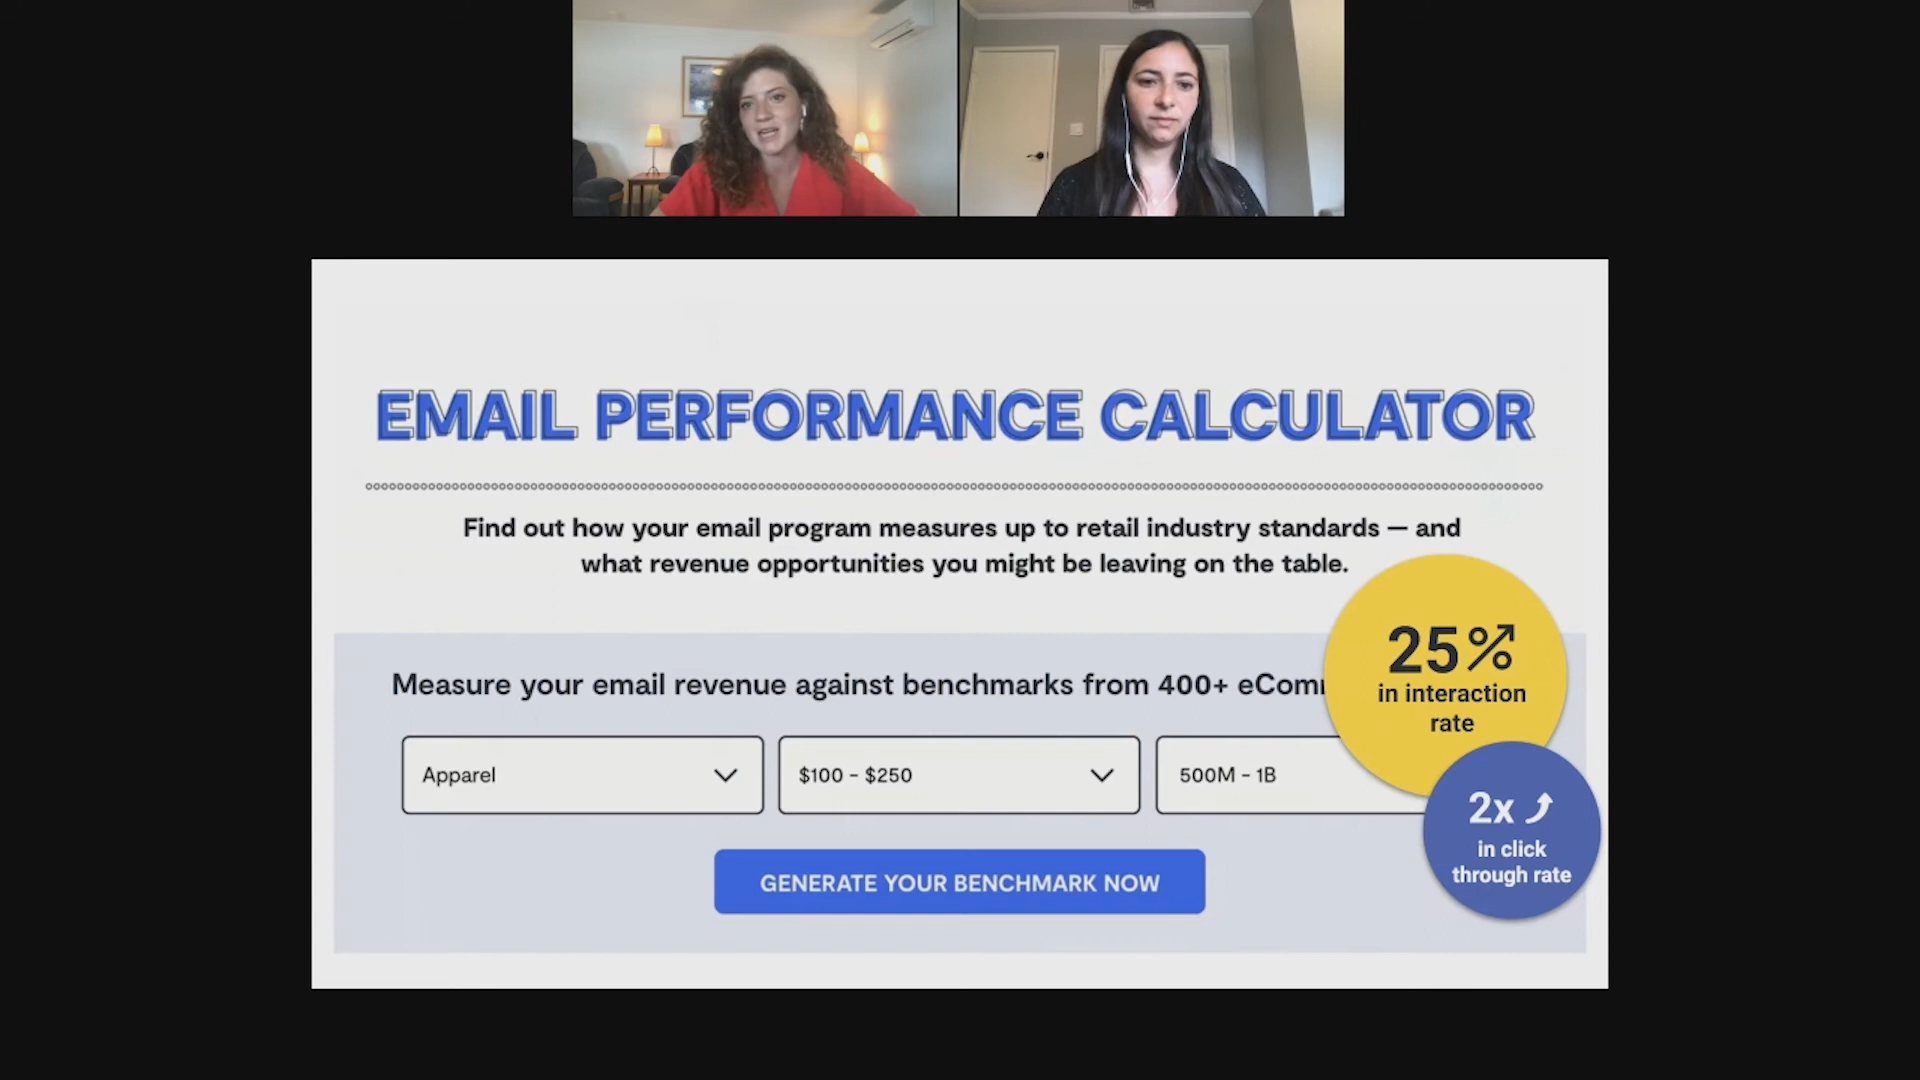 EMAIL PERFORMANCE CALCULATOR
Find out how your email program measures up to retail industry standards — and
what revenue opportunities you might be leaving on the table.
Measure your email revenue against benchmarks from 400+
25%
in interaction
rate
Apparel
$100 - $250
500M - 1B
2x
in click
through rate
GENERATE YOUR BENCHMARK NOW